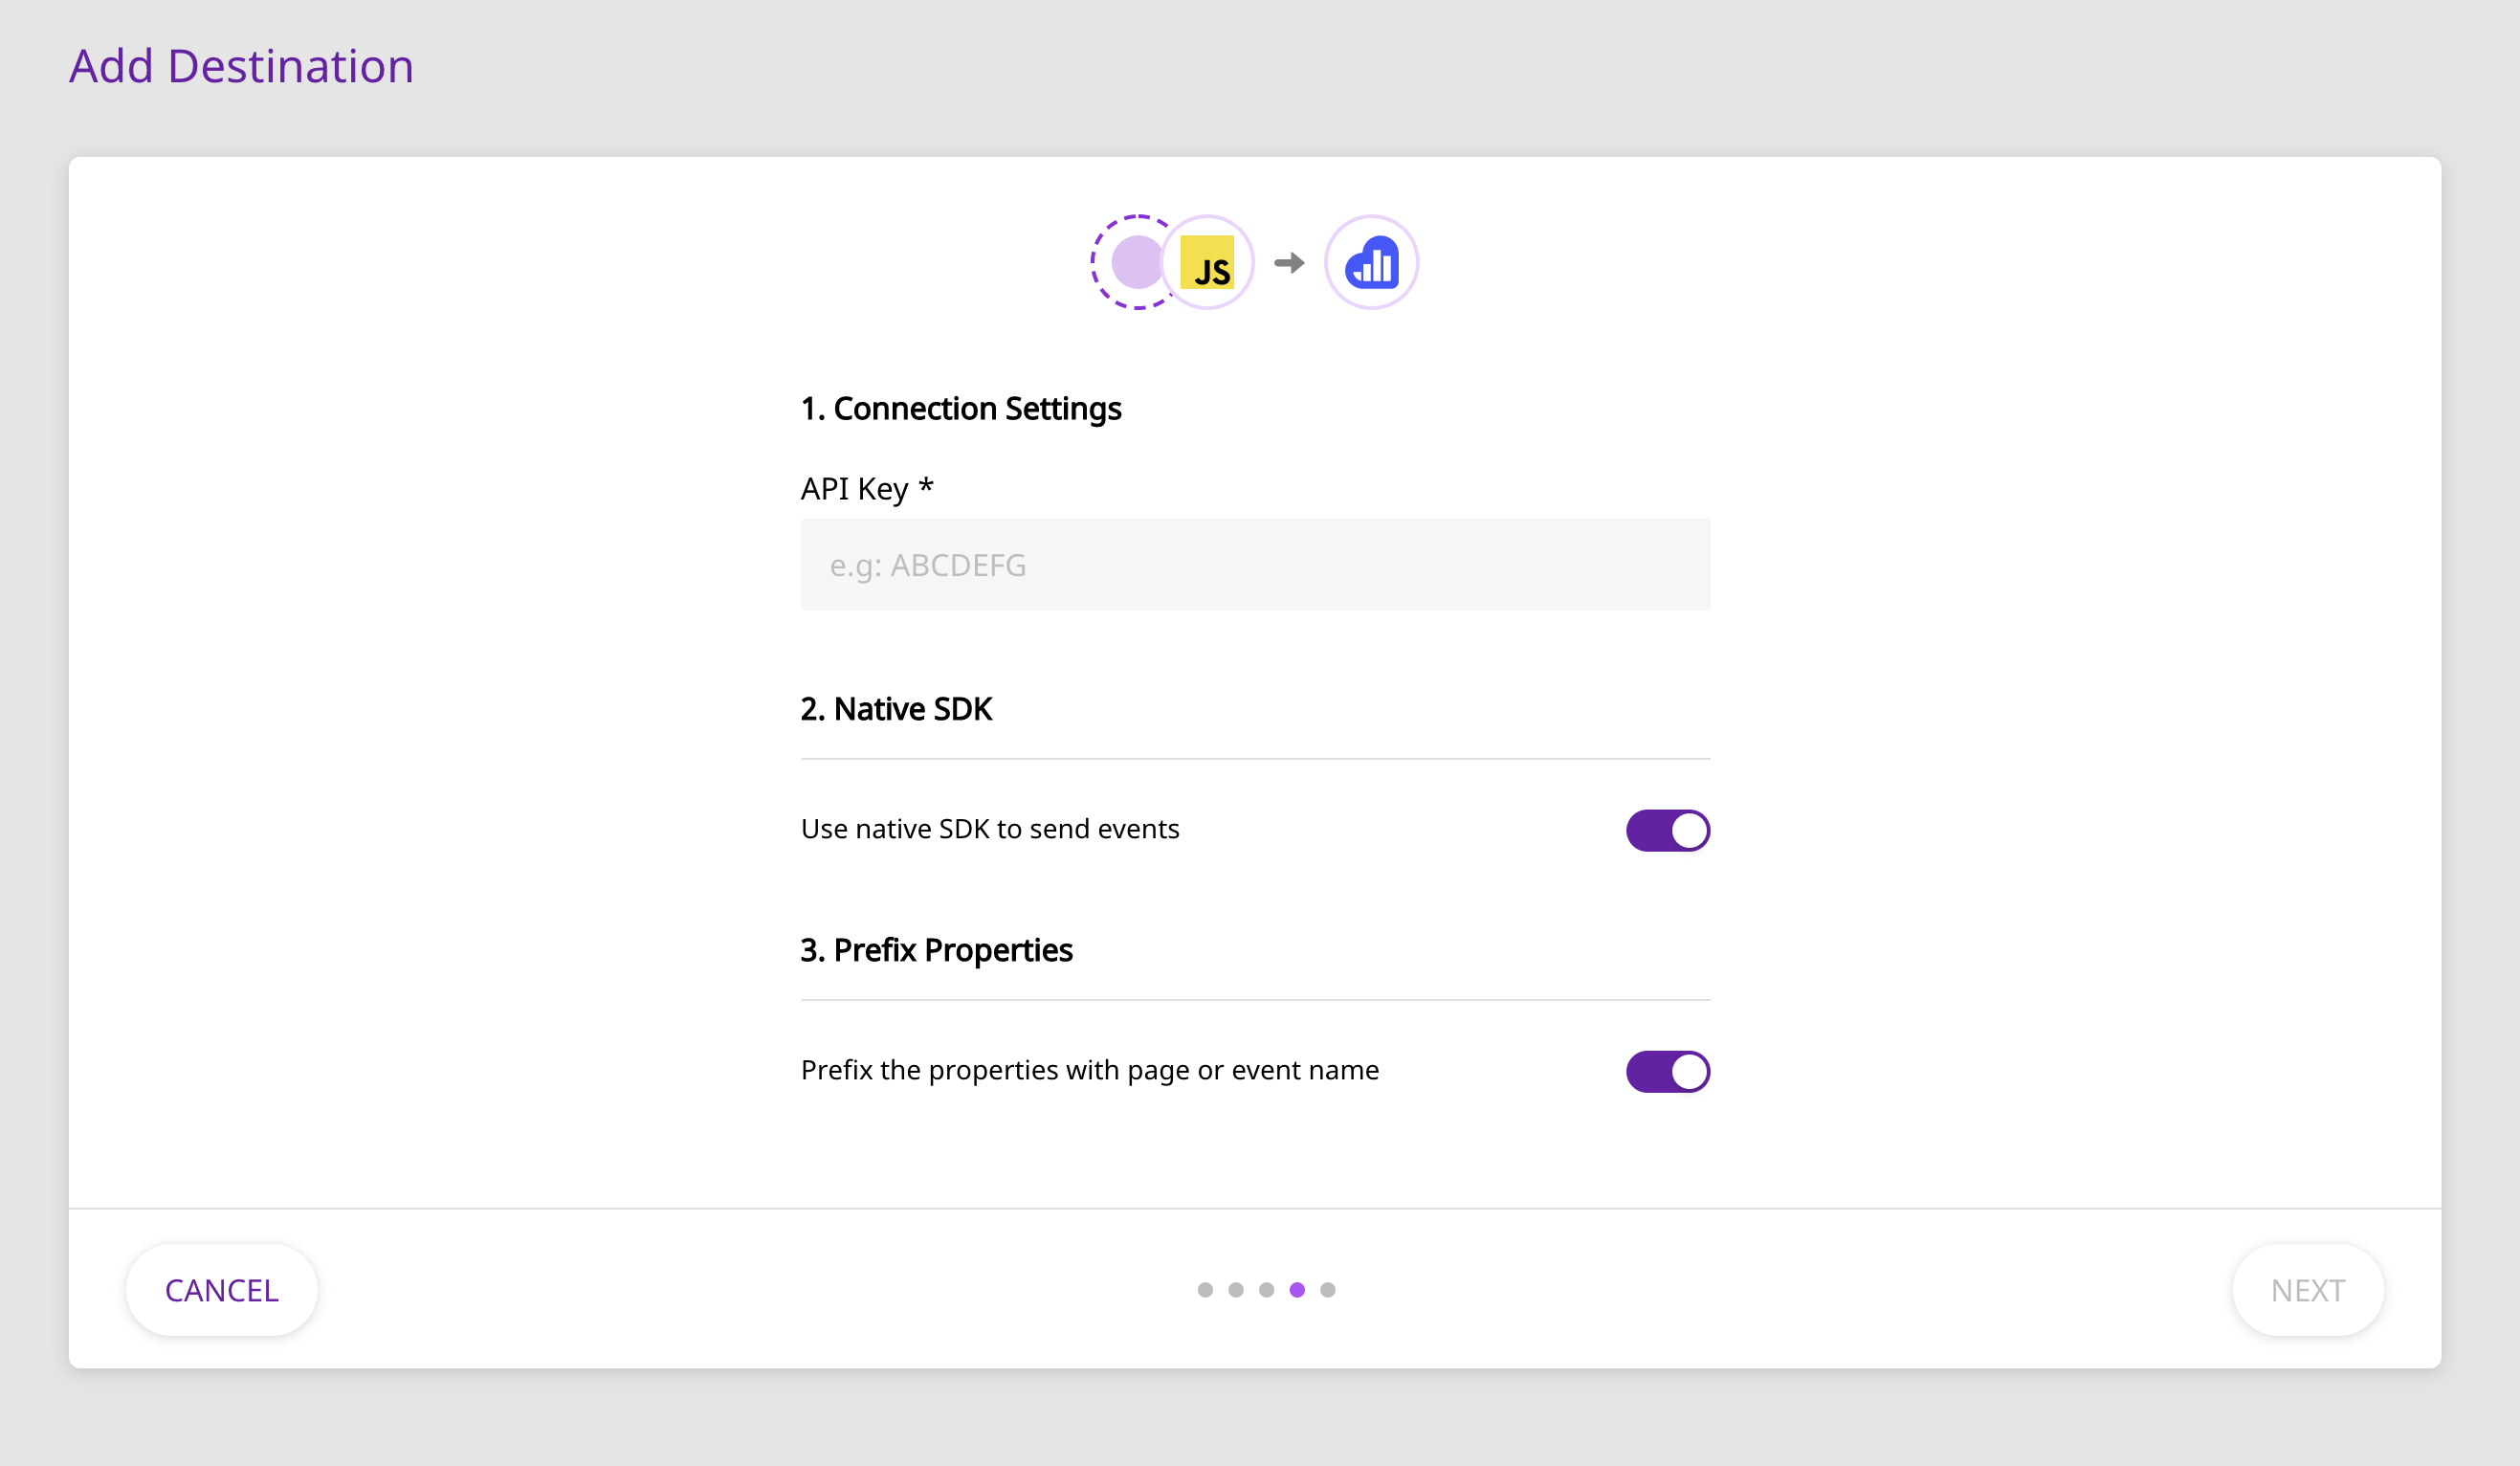 Add Destination
JS
1. Connection Settings
API Key *
e.g: ABCDEFG
2. Native SDK
Use native SDK to send events
3. Prefix Properties
Prefix the properties with page or event name
CANCEL
NEXT